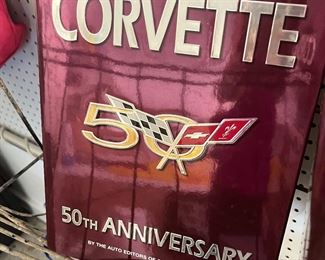 CORVETTE
50
50TH ANNIVERSARY
BY THE AUTO EDITORS OF